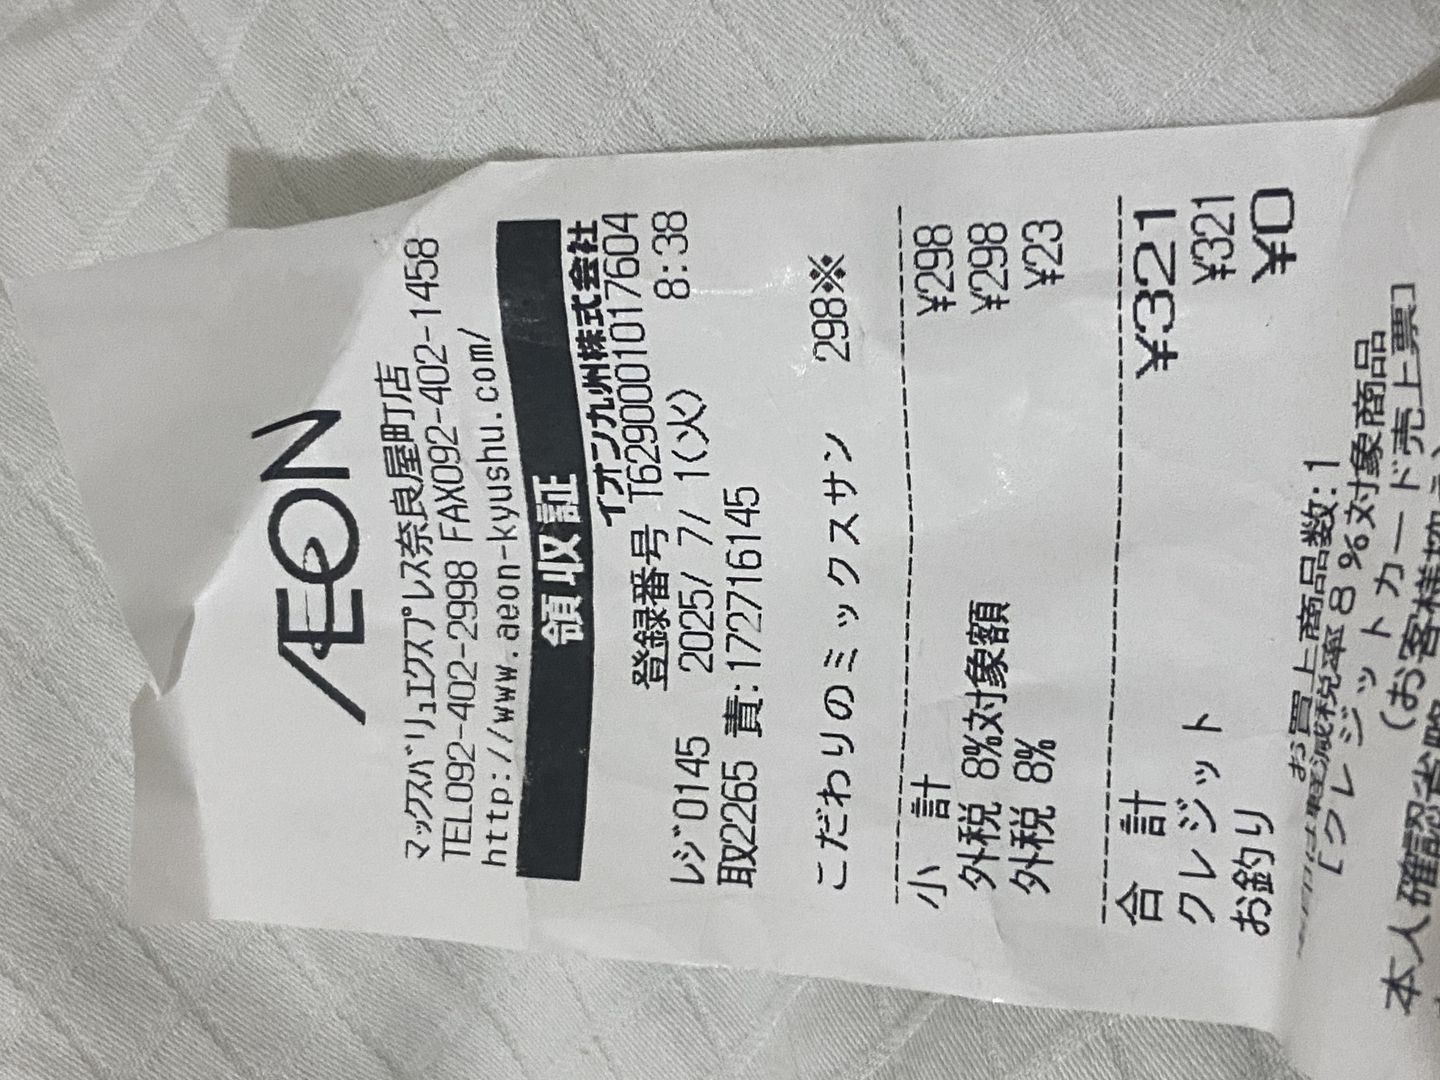 AEON
マックスバリュエクスプレス奈良屋町店
TEL092-402-2998 FAX092-402-1458
http://www.aeon-kyushu.com/
領収証
イオン九州株式会社
登録番号 T6290001017604
レジ0145 2025/ 7/ 1(火) 8:38
取2265 責:172716145
こだわりのミックスサン 298※
小 計 ¥298
外税 8%対象額 ¥298
外税 8% ¥23
合 計 ¥321
クレジット ¥321
お釣り ¥0
お買上商品数:1
は軽減税率8%対象商品
[クレジットカード売上票]
(お客様控え)
本人確認省略